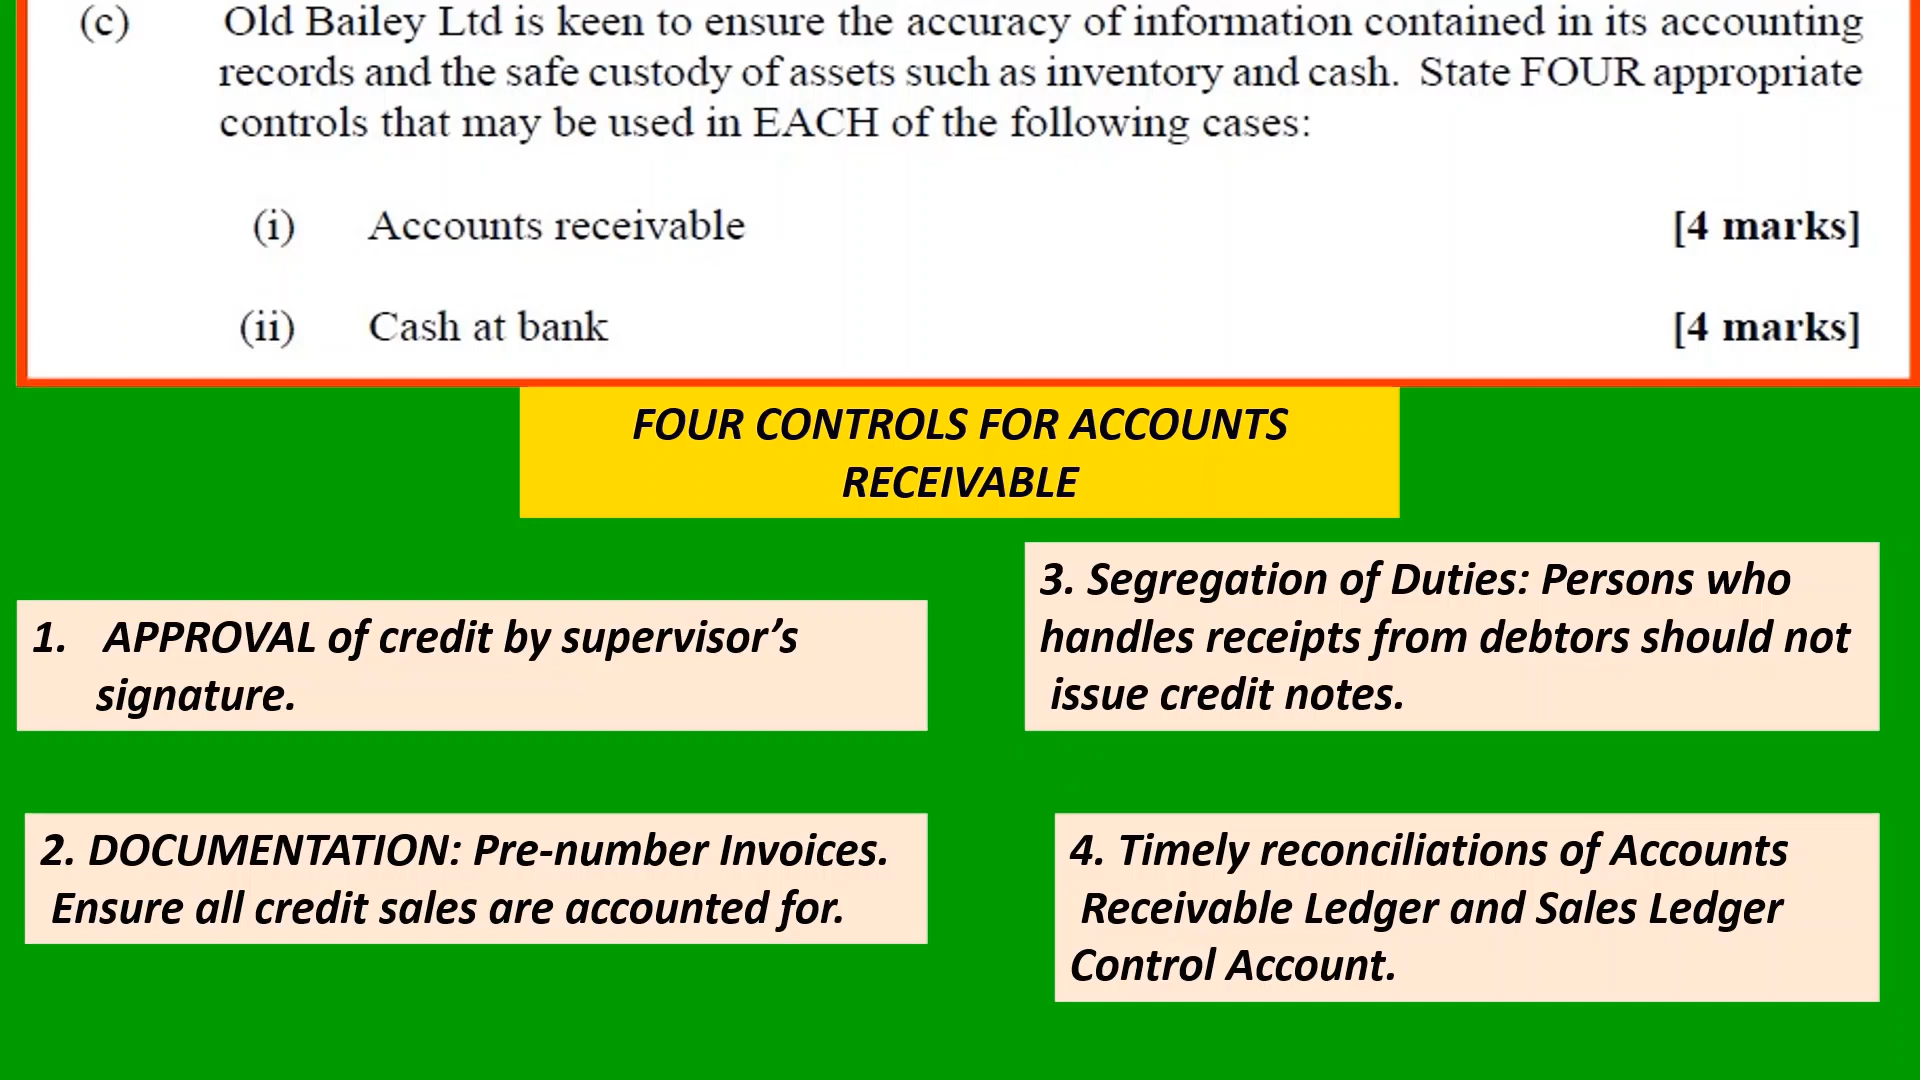 (c) Old Bailey Ltd is keen to ensure the accuracy of information contained in its accounting
records and the safe custody of assets such as inventory and cash. State FOUR appropriate
controls that may be used in EACH of the following cases:
(i) Accounts receivable [4 marks]
(ii) Cash at bank [4 marks]
FOUR CONTROLS FOR ACCOUNTS
RECEIVABLE
1. APPROVAL of credit by supervisor’s
signature.
2. DOCUMENTATION: Pre-number Invoices.
Ensure all credit sales are accounted for.
3. Segregation of Duties: Persons who
handles receipts from debtors should not
issue credit notes.
4. Timely reconciliations of Accounts
Receivable Ledger and Sales Ledger
Control Account.